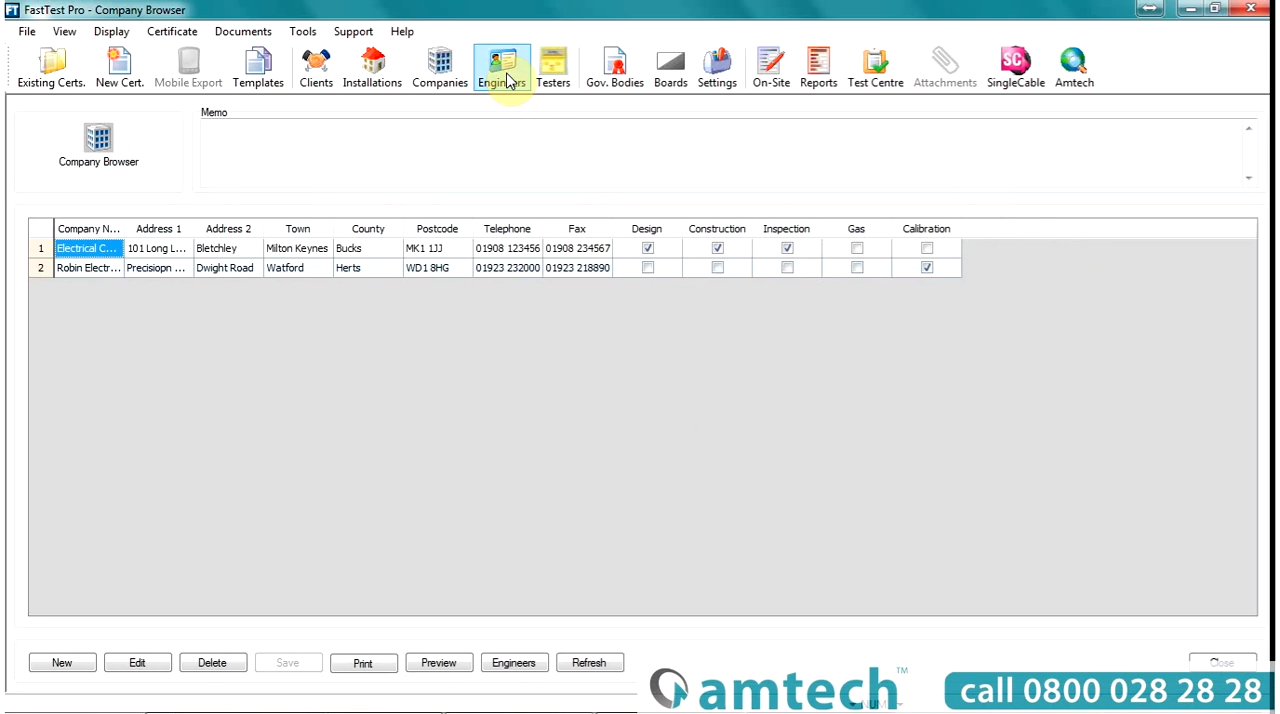 FT FastTest Pro - Company Browser
File View Display Certificate Documents Tools Support Help
Existing Certs. New Cert. Mobile Export Templates Clients Installations Companies Engineers Testers Gov. Bodies Boards Settings On-Site Reports Test Centre Attachments SingleCable Amtech
Memo
Company Browser
Company N... Address 1 Address 2 Town County Postcode Telephone Fax Design Construction Inspection Gas Calibration
1 Electrical C... 101 Long L... Bletchley Milton Keynes Bucks MK1 1JJ 01908 123456 01908 234567
2 Robin Electr... Precisiopn ... Dwight Road Watford Herts WD1 8HG 01923 232000 01923 218890
New Edit Delete Save Print Preview Engineers Refresh Close
amtech™ call 0800 028 28 28
NUM